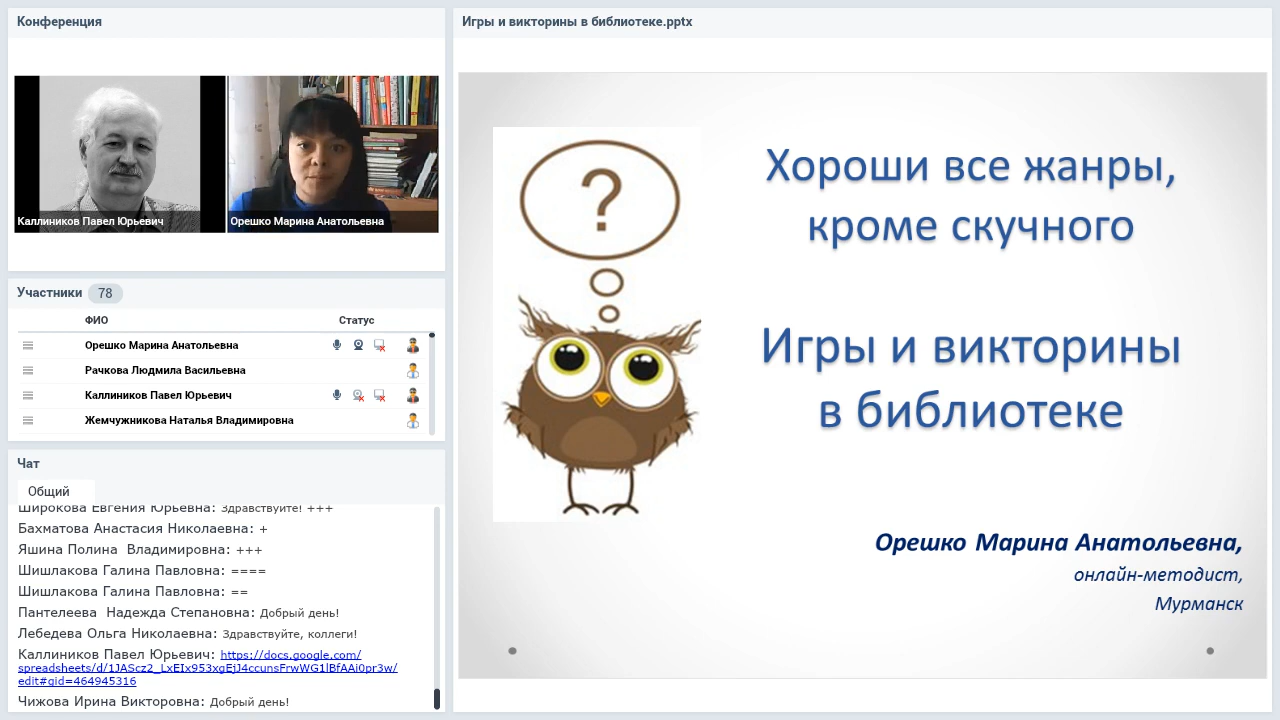 Конференция
Каллиников Павел Юрьевич
Орешко Марина Анатольевна
Участники 78
ФИО Статус
Орешко Марина Анатольевна
Рачкова Людмила Васильевна
Каллиников Павел Юрьевич
Жемчужникова Наталья Владимировна
Чат
Общий
Широкова Евгения Юрьевна: Здравствуйте! +++
Бахматова Анастасия Николаевна: +
Яшина Полина Владимировна: +++
Шишлакова Галина Павловна: ====
Шишлакова Галина Павловна: ==
Пантелеева Надежда Степановна: Добрый день!
Лебедева Ольга Николаевна: Здравствуйте, коллеги!
Каллиников Павел Юрьевич: https://docs.google.com/
spreadsheets/d/1JAScz2_LxEIx953xgEjJ4ccunsFrwWG1lBfAAi0pr3w/
edit#gid=464945316
Чижова Ирина Викторовна: Добрый день!
Игры и викторины в библиотеке.pptx
?
Хороши все жанры,
кроме скучного
Игры и викторины
в библиотеке
Орешко Марина Анатольевна,
онлайн-методист,
Мурманск